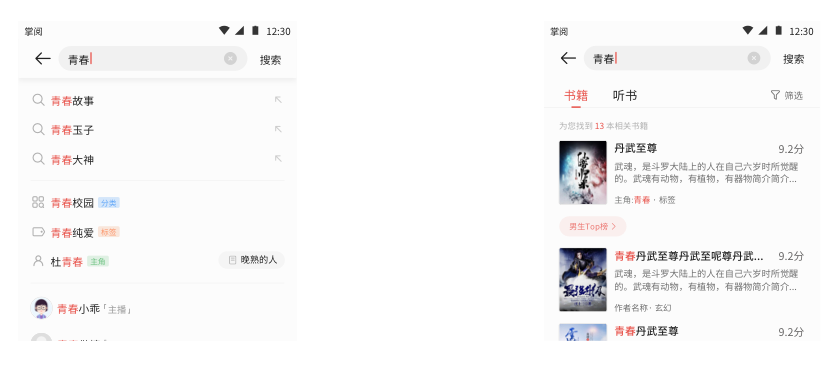 掌阅
12:30
青春
搜索
青春故事
青春玉子
青春大神
青春校园 分类
青春纯爱 标签
杜青春 主角
晚熟的人
青春小乖「主播」
掌阅
12:30
青春
搜索
书籍
听书
筛选
为您找到 13 本相关书籍
丹武至尊
9.2分
武魂，是斗罗大陆上的人在自己六岁时所觉醒
的。武魂有动物，有植物，有器物简介简介...
主角:青春 · 标签
男生Top榜
青春丹武至尊丹武至呢尊丹武...
9.2分
武魂，是斗罗大陆上的人在自己六岁时所觉醒
的。武魂有动物，有植物，有器物简介简介...
作者名称 · 玄幻
青春丹武至尊
9.2分